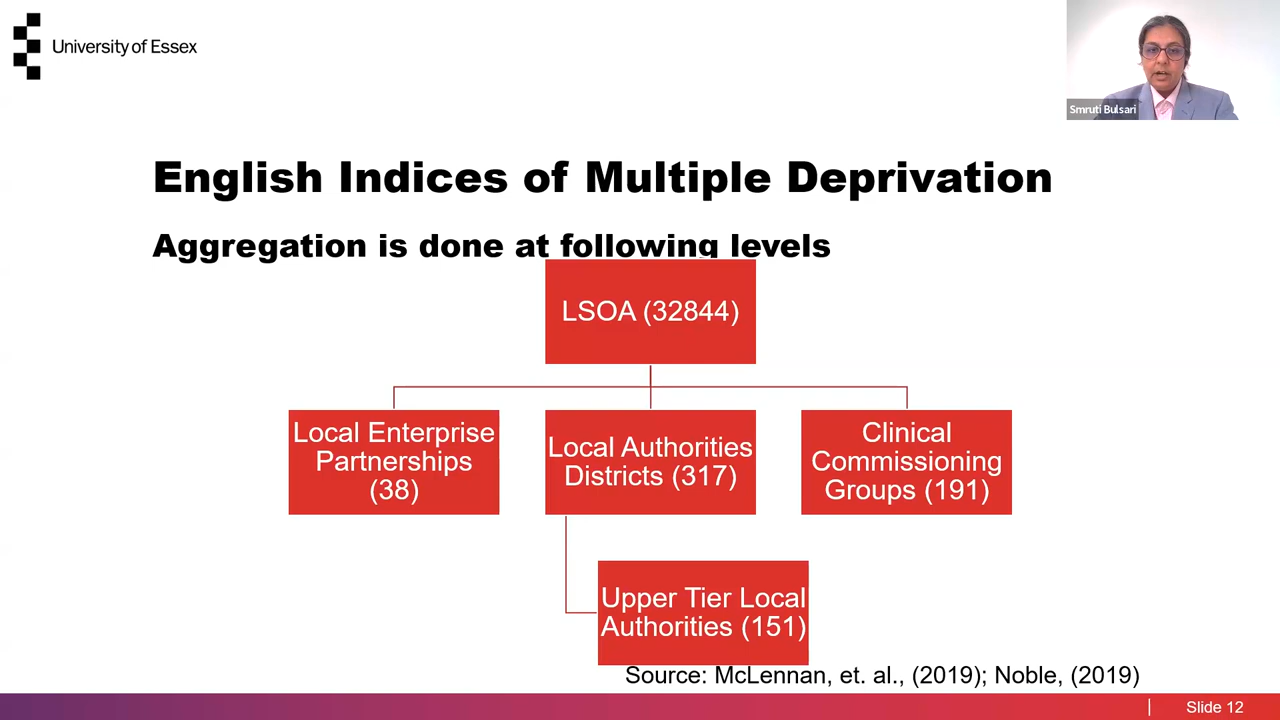 University of Essex
Smruti Bulsari
English Indices of Multiple Deprivation
Aggregation is done at following levels
LSOA (32844)
Local Enterprise
Partnerships
(38)
Local Authorities
Districts (317)
Clinical
Commissioning
Groups (191)
Upper Tier Local
Authorities (151)
Source: McLennan, et. al., (2019); Noble, (2019)
Slide 12